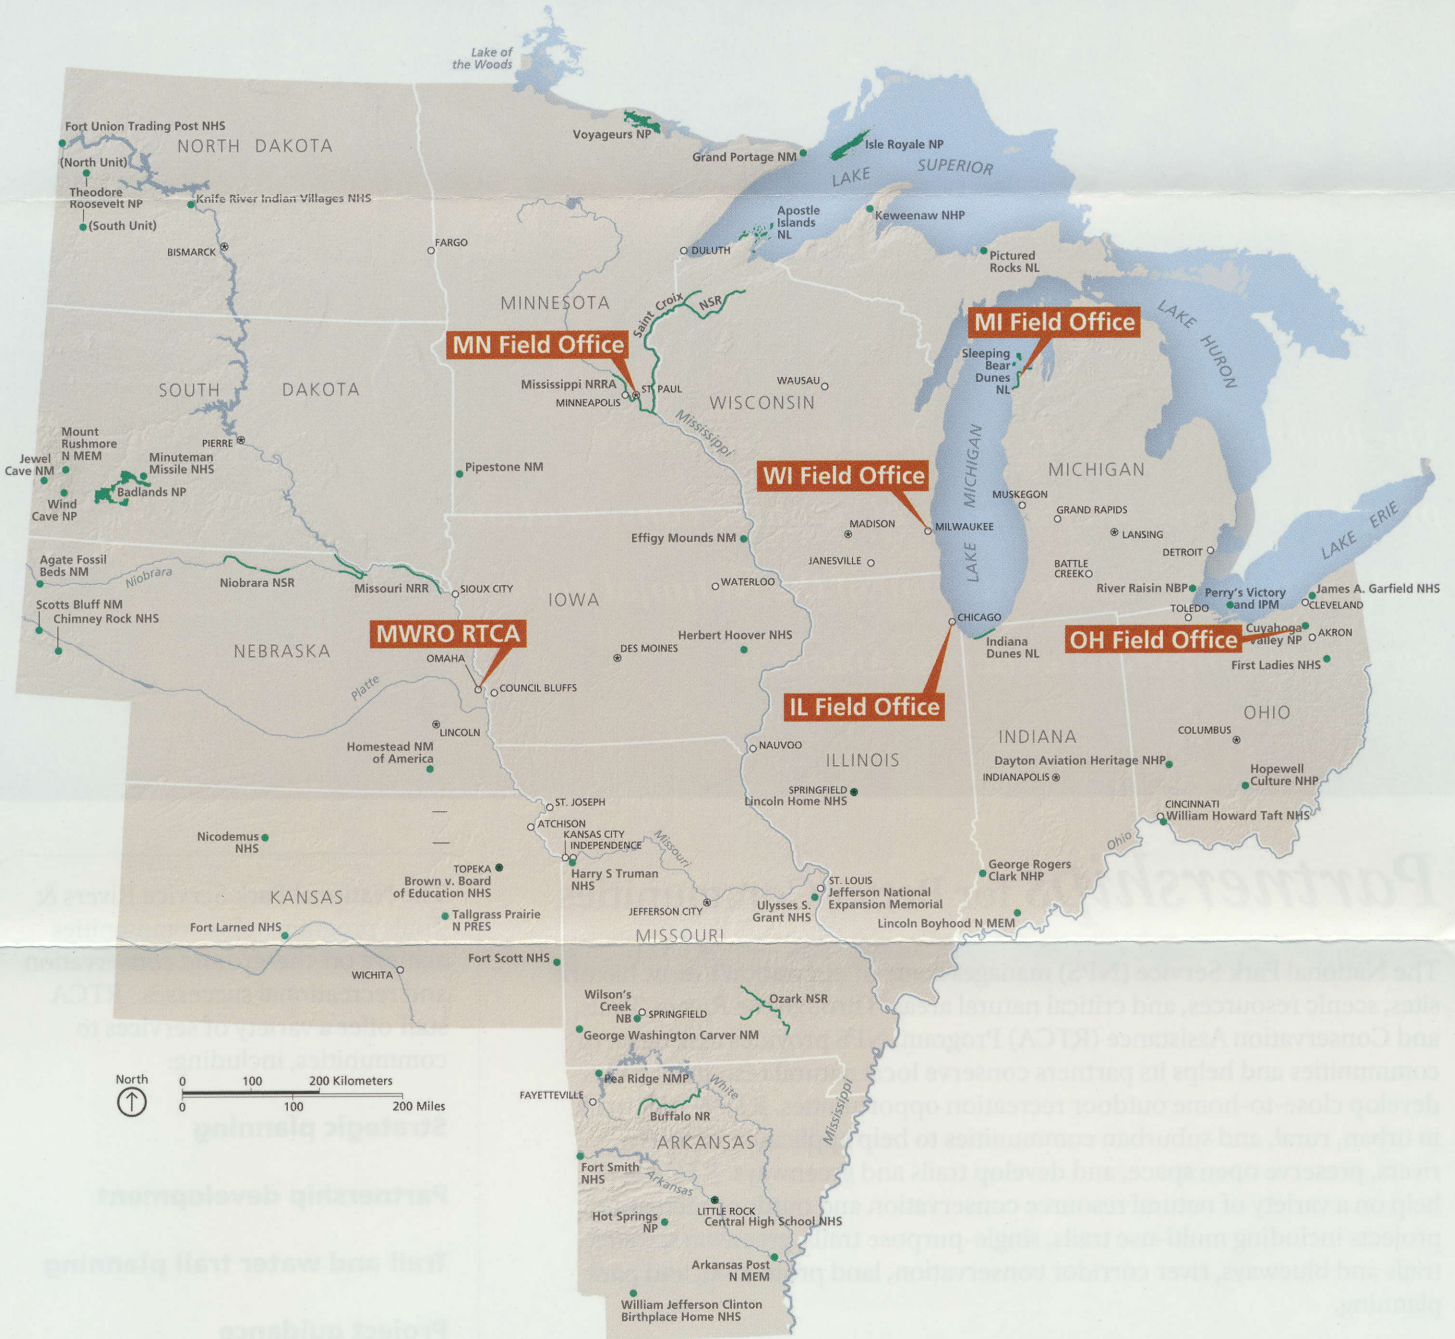 Lake of
the Woods
Fort Union Trading Post NHS
NORTH DAKOTA
(North Unit)
Theodore
Roosevelt NP
(South Unit)
Knife River Indian Villages NHS
BISMARCK
FARGO
Voyageurs NP
Grand Portage NM
Isle Royale NP
LAKE SUPERIOR
Apostle
Islands
NL
Keweenaw NHP
DULUTH
Pictured
Rocks NL
MINNESOTA
Saint Croix NSR
MN Field Office
MI Field Office
LAKE HURON
Sleeping
Bear
Dunes
NL
Mississippi NRRA
ST. PAUL
MINNEAPOLIS
WAUSAU
WISCONSIN
Mississippi
SOUTH DAKOTA
PIERRE
Mount
Rushmore
N MEM
Jewel
Cave NM
Minuteman
Missile NHS
Badlands NP
Wind
Cave NP
Pipestone NM
WI Field Office
LAKE MICHIGAN
MICHIGAN
MUSKEGON
GRAND RAPIDS
LANSING
DETROIT
BATTLE
CREEK
LAKE ERIE
MADISON
MILWAUKEE
JANESVILLE
Effigy Mounds NM
WATERLOO
Agate Fossil
Beds NM
Niobrara
Niobrara NSR
Missouri NRR
SIOUX CITY
IOWA
Scotts Bluff NM
Chimney Rock NHS
NEBRASKA
MWRO RTCA
OMAHA
COUNCIL BLUFFS
Platte
Herbert Hoover NHS
DES MOINES
CHICAGO
Indiana
Dunes NL
River Raisin NBP
TOLEDO
Perry's Victory
and IPM
James A. Garfield NHS
CLEVELAND
Cuyahoga
Valley NP
AKRON
OH Field Office
First Ladies NHS
IL Field Office
LINCOLN
Homestead NM
of America
NAUVOO
ILLINOIS
INDIANA
OHIO
COLUMBUS
Dayton Aviation Heritage NHP
INDIANAPOLIS
Hopewell
Culture NHP
SPRINGFIELD
Lincoln Home NHS
CINCINNATI
William Howard Taft NHS
Ohio
ST. JOSEPH
ATCHISON
KANSAS CITY
INDEPENDENCE
Missouri
Harry S Truman
NHS
Nicodemus
NHS
TOPEKA
Brown v. Board
of Education NHS
KANSAS
Tallgrass Prairie
N PRES
Fort Larned NHS
JEFFERSON CITY
MISSOURI
ST. LOUIS
Jefferson National
Expansion Memorial
Ulysses S.
Grant NHS
George Rogers
Clark NHP
Lincoln Boyhood N MEM
WICHITA
Fort Scott NHS
Wilson's
Creek
NB
SPRINGFIELD
George Washington Carver NM
Ozark NSR
Pea Ridge NMP
FAYETTEVILLE
White
Buffalo NR
ARKANSAS
Mississippi
Fort Smith
NHS
Arkansas
LITTLE ROCK
Central High School NHS
Hot Springs
NP
Arkansas Post
N MEM
William Jefferson Clinton
Birthplace Home NHS
North
0 100 200 Kilometers
0 100 200 Miles